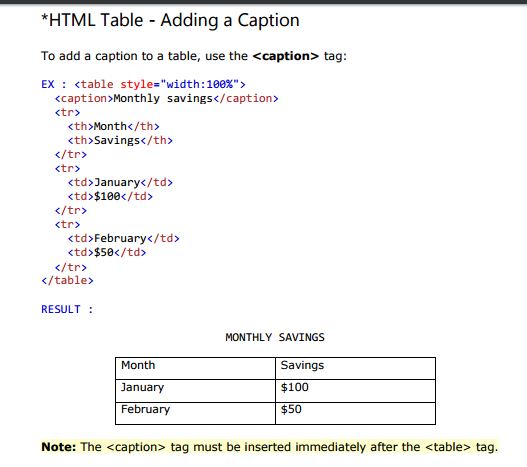 *HTML Table - Adding a Caption
To add a caption to a table, use the <caption> tag:
EX : <table style="width:100%">
<caption>Monthly savings</caption>
<tr>
<th>Month</th>
<th>Savings</th>
</tr>
<tr>
<td>January</td>
<td>$100</td>
</tr>
<tr>
<td>February</td>
<td>$50</td>
</tr>
</table>
RESULT :
MONTHLY SAVINGS
Month Savings
January $100
February $50
Note: The <caption> tag must be inserted immediately after the <table> tag.